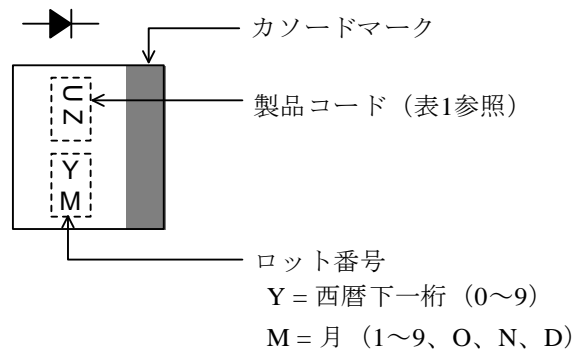 カソードマーク
UN
製品コード（表1参照）
Y
M
ロット番号
Y = 西暦下一桁（0～9）
M = 月（1～9、O、N、D）